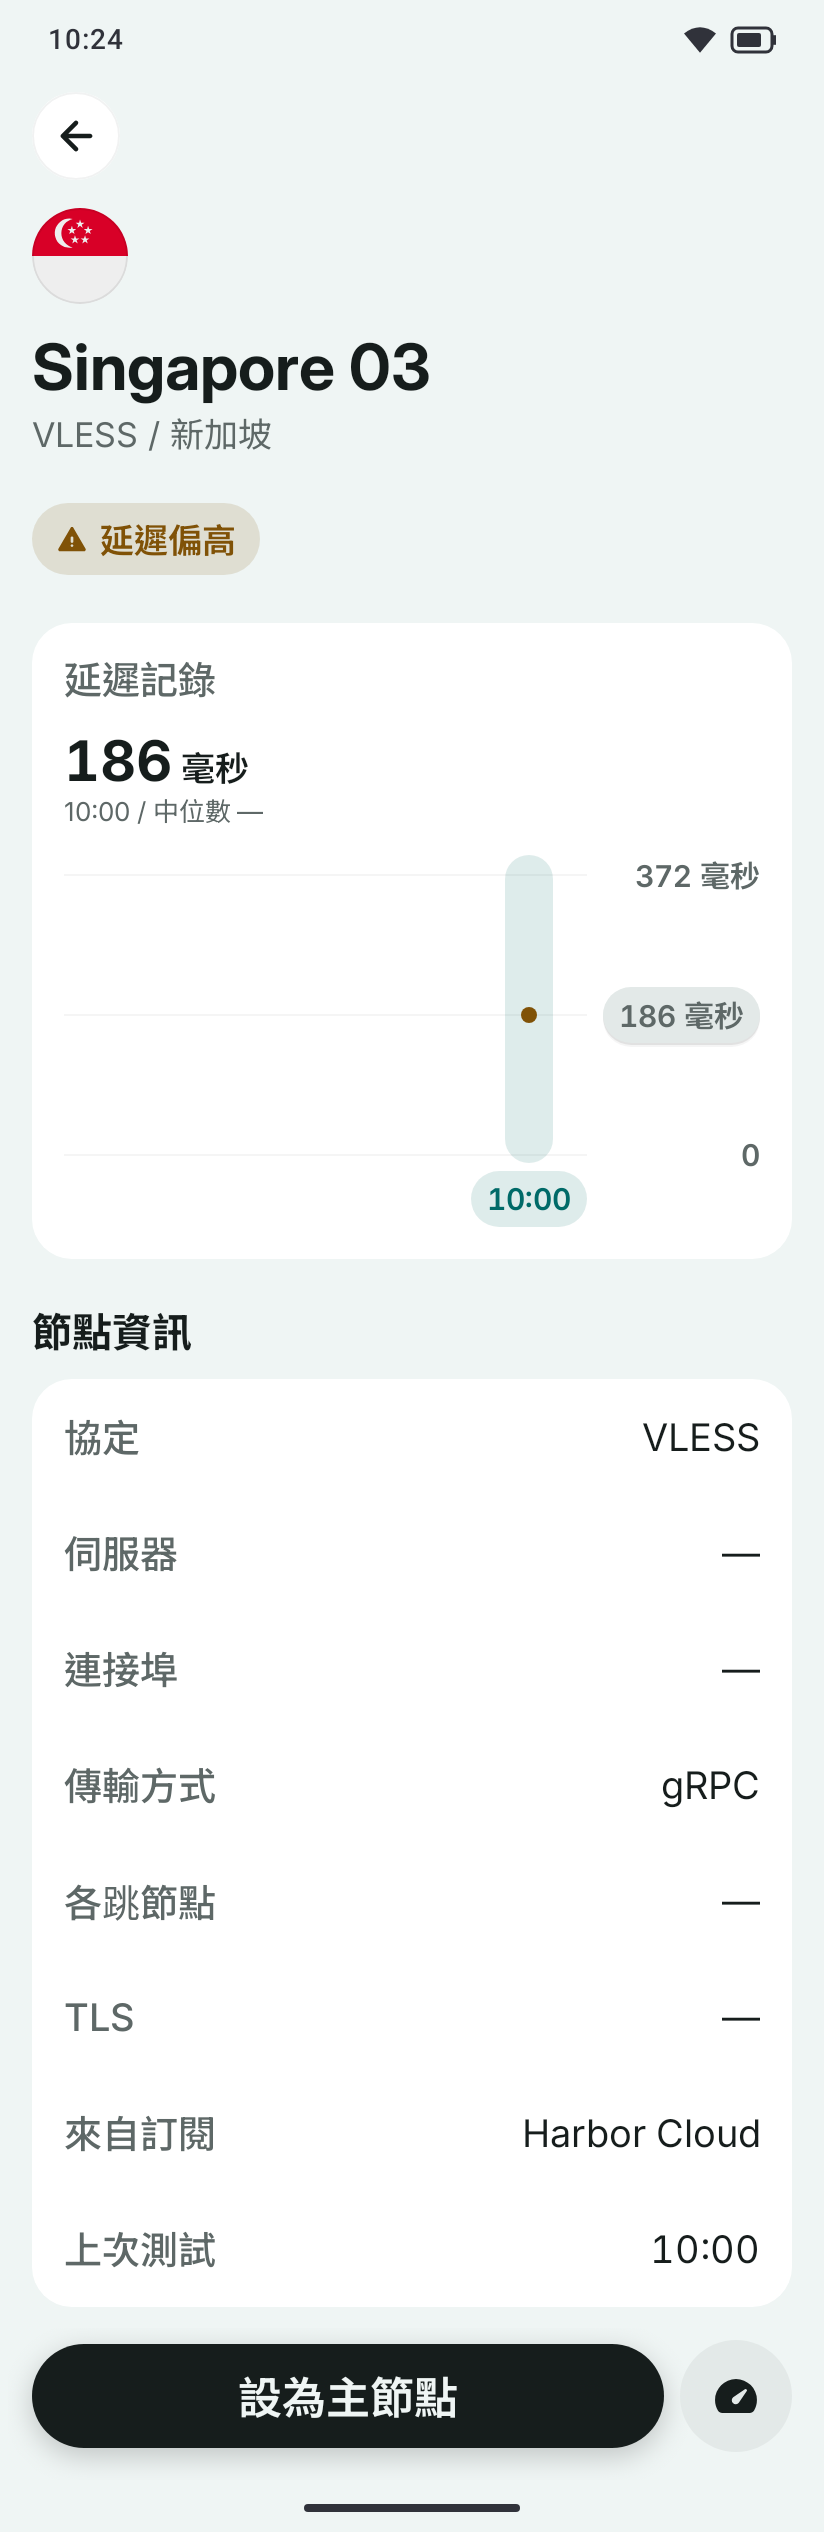 10:24
Singapore 03
VLESS / 新加坡
延遲偏高
延遲記錄
186 毫秒
10:00 / 中位數 —
372 毫秒
186 毫秒
0
10:00
節點資訊
協定 VLESS
伺服器 —
連接埠 —
傳輸方式 gRPC
各跳節點 —
TLS —
來自訂閱 Harbor Cloud
上次測試 10:00
設為主節點